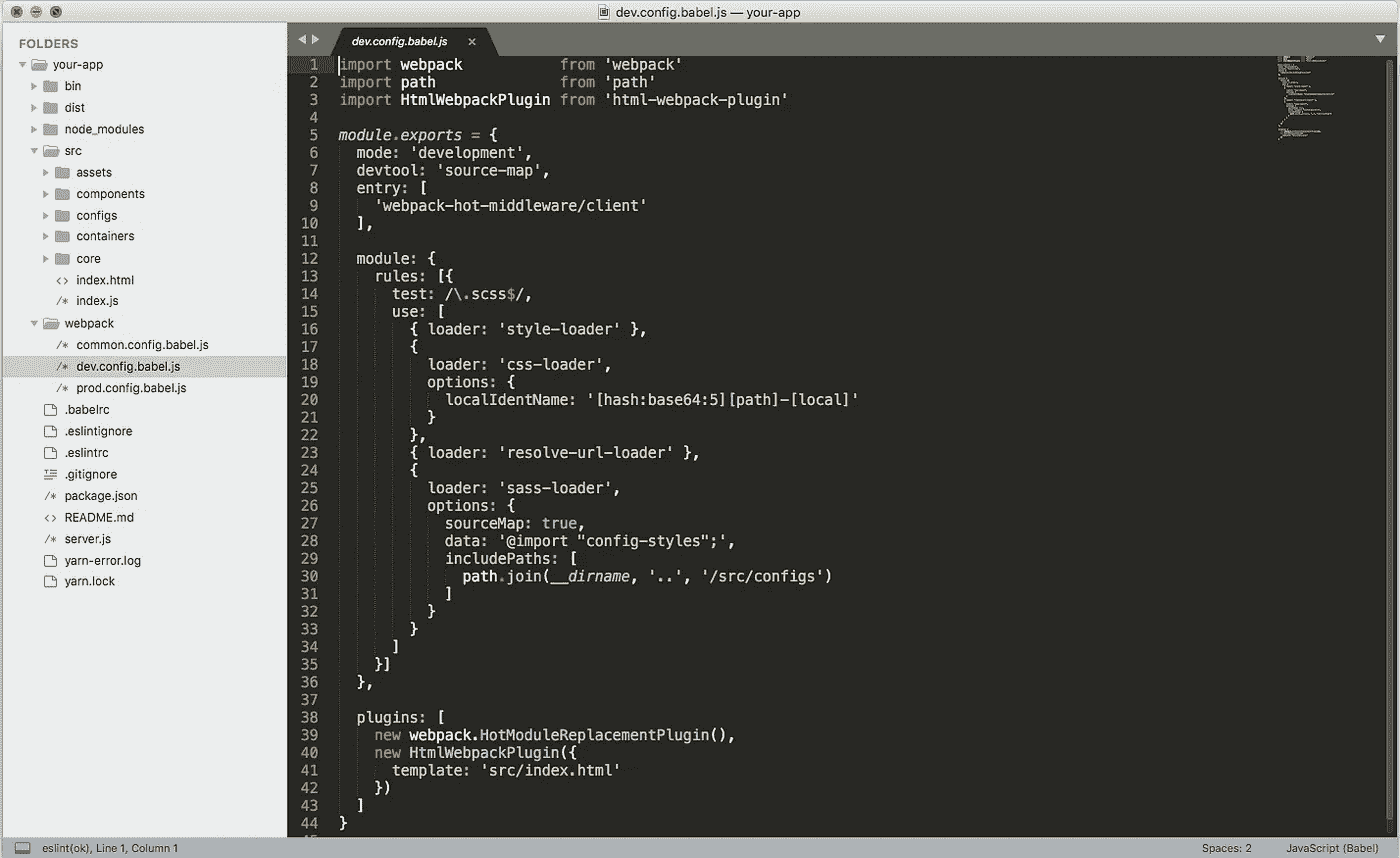 dev.config.babel.js — your-app
FOLDERS
your-app
bin
dist
node_modules
src
assets
components
configs
containers
core
<> index.html
/* index.js
webpack
/* common.config.babel.js
/* dev.config.babel.js
/* prod.config.babel.js
.babelrc
.eslintignore
.eslintrc
.gitignore
/* package.json
<> README.md
/* server.js
yarn-error.log
yarn.lock
dev.config.babel.js ×
1 import webpack           from 'webpack'
2 import path              from 'path'
3 import HtmlWebpackPlugin from 'html-webpack-plugin'
4
5 module.exports = {
6   mode: 'development',
7   devtool: 'source-map',
8   entry: [
9     'webpack-hot-middleware/client'
10   ],
11
12   module: {
13     rules: [{
14       test: /\.scss$/,
15       use: [
16         { loader: 'style-loader' },
17         {
18           loader: 'css-loader',
19           options: {
20             localIdentName: '[hash:base64:5][path]-[local]'
21           }
22         },
23         { loader: 'resolve-url-loader' },
24         {
25           loader: 'sass-loader',
26           options: {
27             sourceMap: true,
28             data: '@import "config-styles";',
29             includePaths: [
30               path.join(__dirname, '..', '/src/configs')
31             ]
32           }
33         }
34       ]
35     }]
36   },
37
38   plugins: [
39     new webpack.HotModuleReplacementPlugin(),
40     new HtmlWebpackPlugin({
41       template: 'src/index.html'
42     })
43   ]
44 }
eslint(ok), Line 1, Column 1
Spaces: 2
JavaScript (Babel)